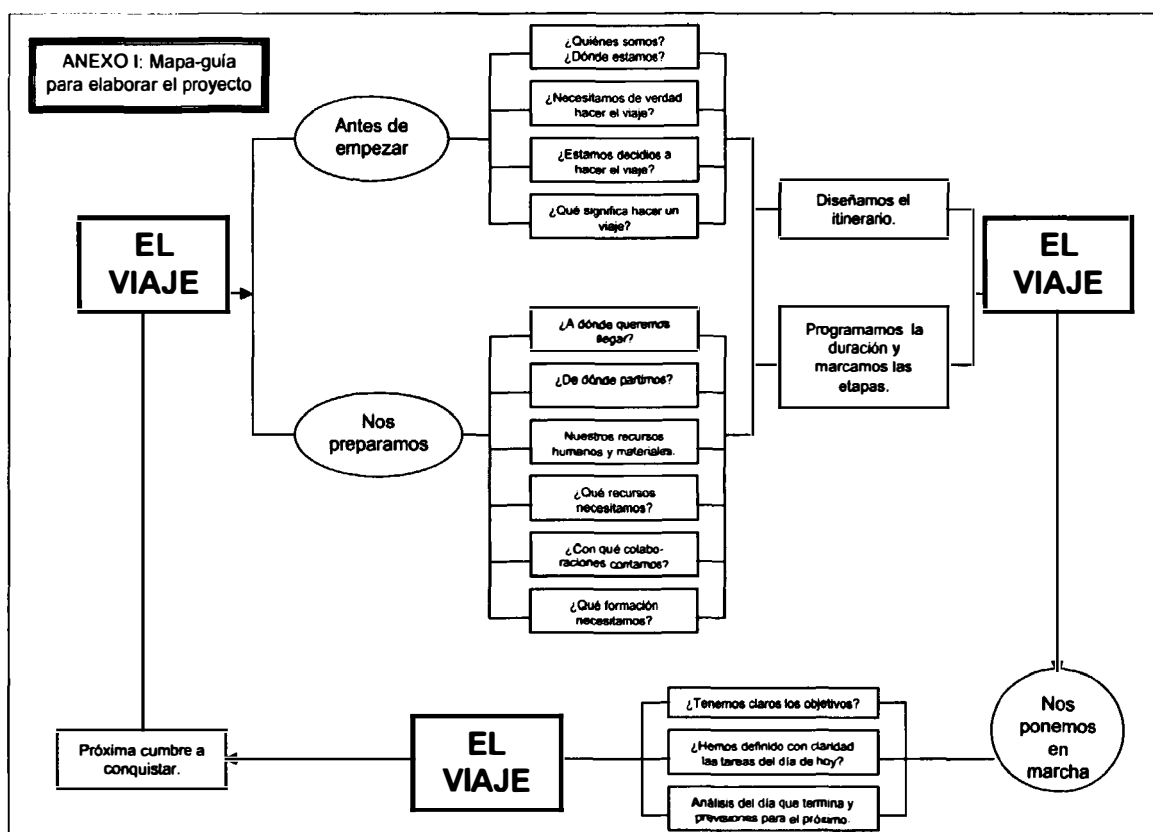 ANEXO I: Mapa-guía
para elaborar el proyecto
EL
VIAJE
Antes de
empezar
¿Quiénes somos?
¿Dónde estamos?
¿Necesitamos de verdad
hacer el viaje?
¿Estamos decidios a
hacer el viaje?
¿Qué significa hacer un
viaje?
Nos
preparamos
¿A dónde queremos
llegar?
¿De dónde partimos?
Nuestros recursos
humanos y materiales.
¿Qué recursos
necesitamos?
¿Con qué colabo-
raciones contamos?
¿Qué formación
necesitamos?
Diseñamos el
itinerario.
Programamos la
duración y
marcamos las
etapas.
EL
VIAJE
Nos
ponemos
en
marcha
¿Tenemos claros los objetivos?
¿Hemos definido con claridad
las tareas del día de hoy?
Análisis del día que termina y
previsiones para el próximo.
EL
VIAJE
Próxima cumbre a
conquistar.